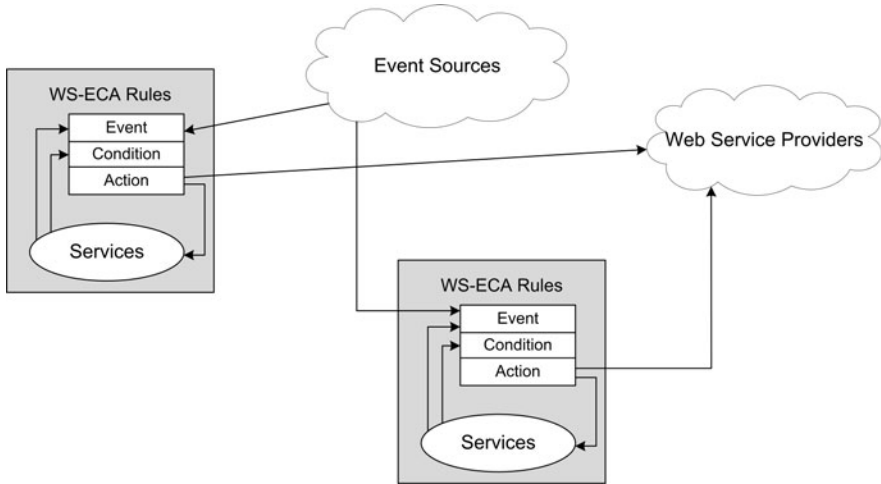 Event Sources
WS-ECA Rules
Event
Condition
Action
Services
Web Service Providers
WS-ECA Rules
Event
Condition
Action
Services